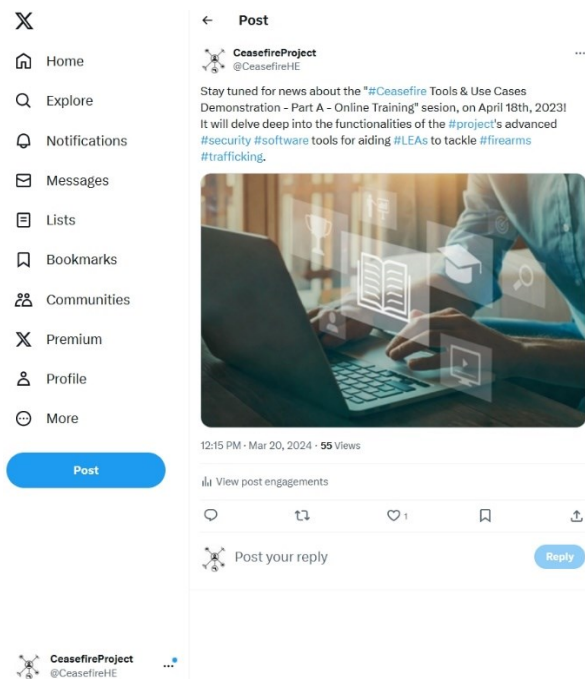 Post
CeasefireProject
@CeasefireHE
Stay tuned for news about the "#Ceasefire Tools & Use Cases
Demonstration - Part A - Online Training" sesion, on April 18th, 2023!
It will delve deep into the functionalities of the #project's advanced
#security #software tools for aiding #LEAs to tackle #firearms
#trafficking.
12:15 PM · Mar 20, 2024 · 55 Views
View post engagements
1
Post your reply
Reply
Home
Explore
Notifications
Messages
Lists
Bookmarks
Communities
Premium
Profile
More
Post
CeasefireProject
@CeasefireHE